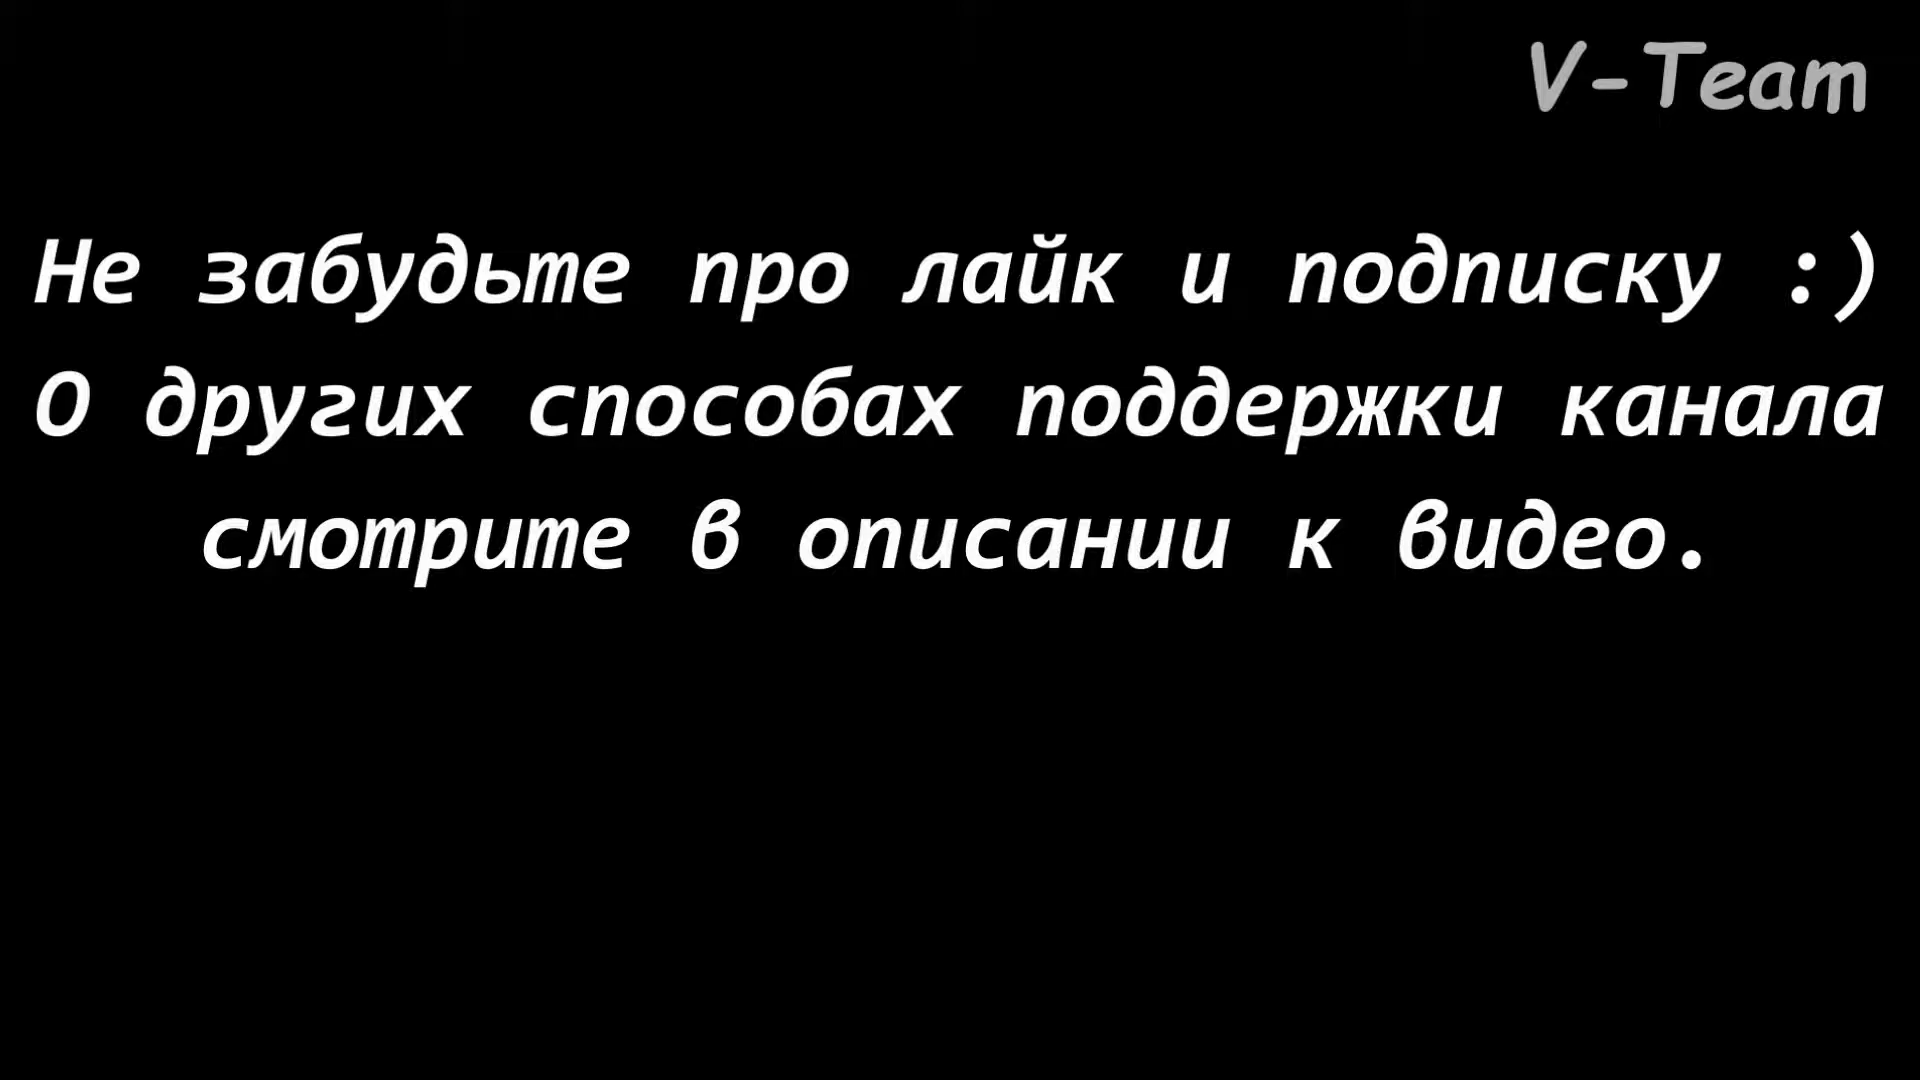 V-Team
Не забудьте про лайк и подписку :)
О других способах поддержки канала
смотрите в описании к видео.